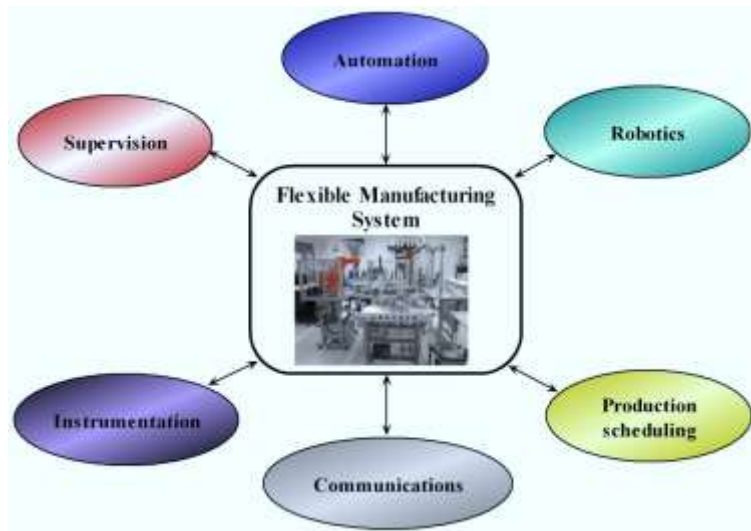 Automation
Supervision
Robotics
Flexible Manufacturing
System
Instrumentation
Production
scheduling
Communications